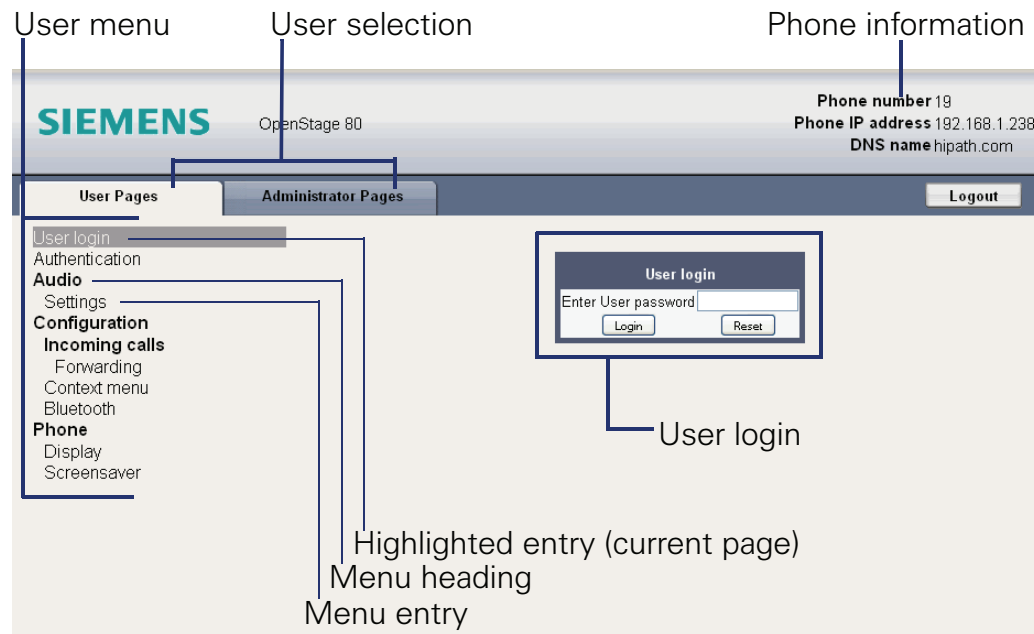 User menu User selection Phone information
SIEMENS OpenStage 80
Phone number 19
Phone IP address 192.168.1.238
DNS name hipath.com
User Pages Administrator Pages Logout
User login
Authentication
Audio
Settings
Configuration
Incoming calls
Forwarding
Context menu
Bluetooth
Phone
Display
Screensaver
User login
Enter User password
Login Reset
User login
Highlighted entry (current page)
Menu heading
Menu entry